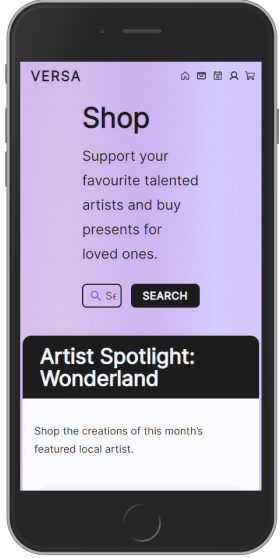 VERSA
Shop
Support your
favourite talented
artists and buy
presents for
loved ones.
Se
SEARCH
Artist Spotlight:
Wonderland
Shop the creations of this month's
featured local artist.